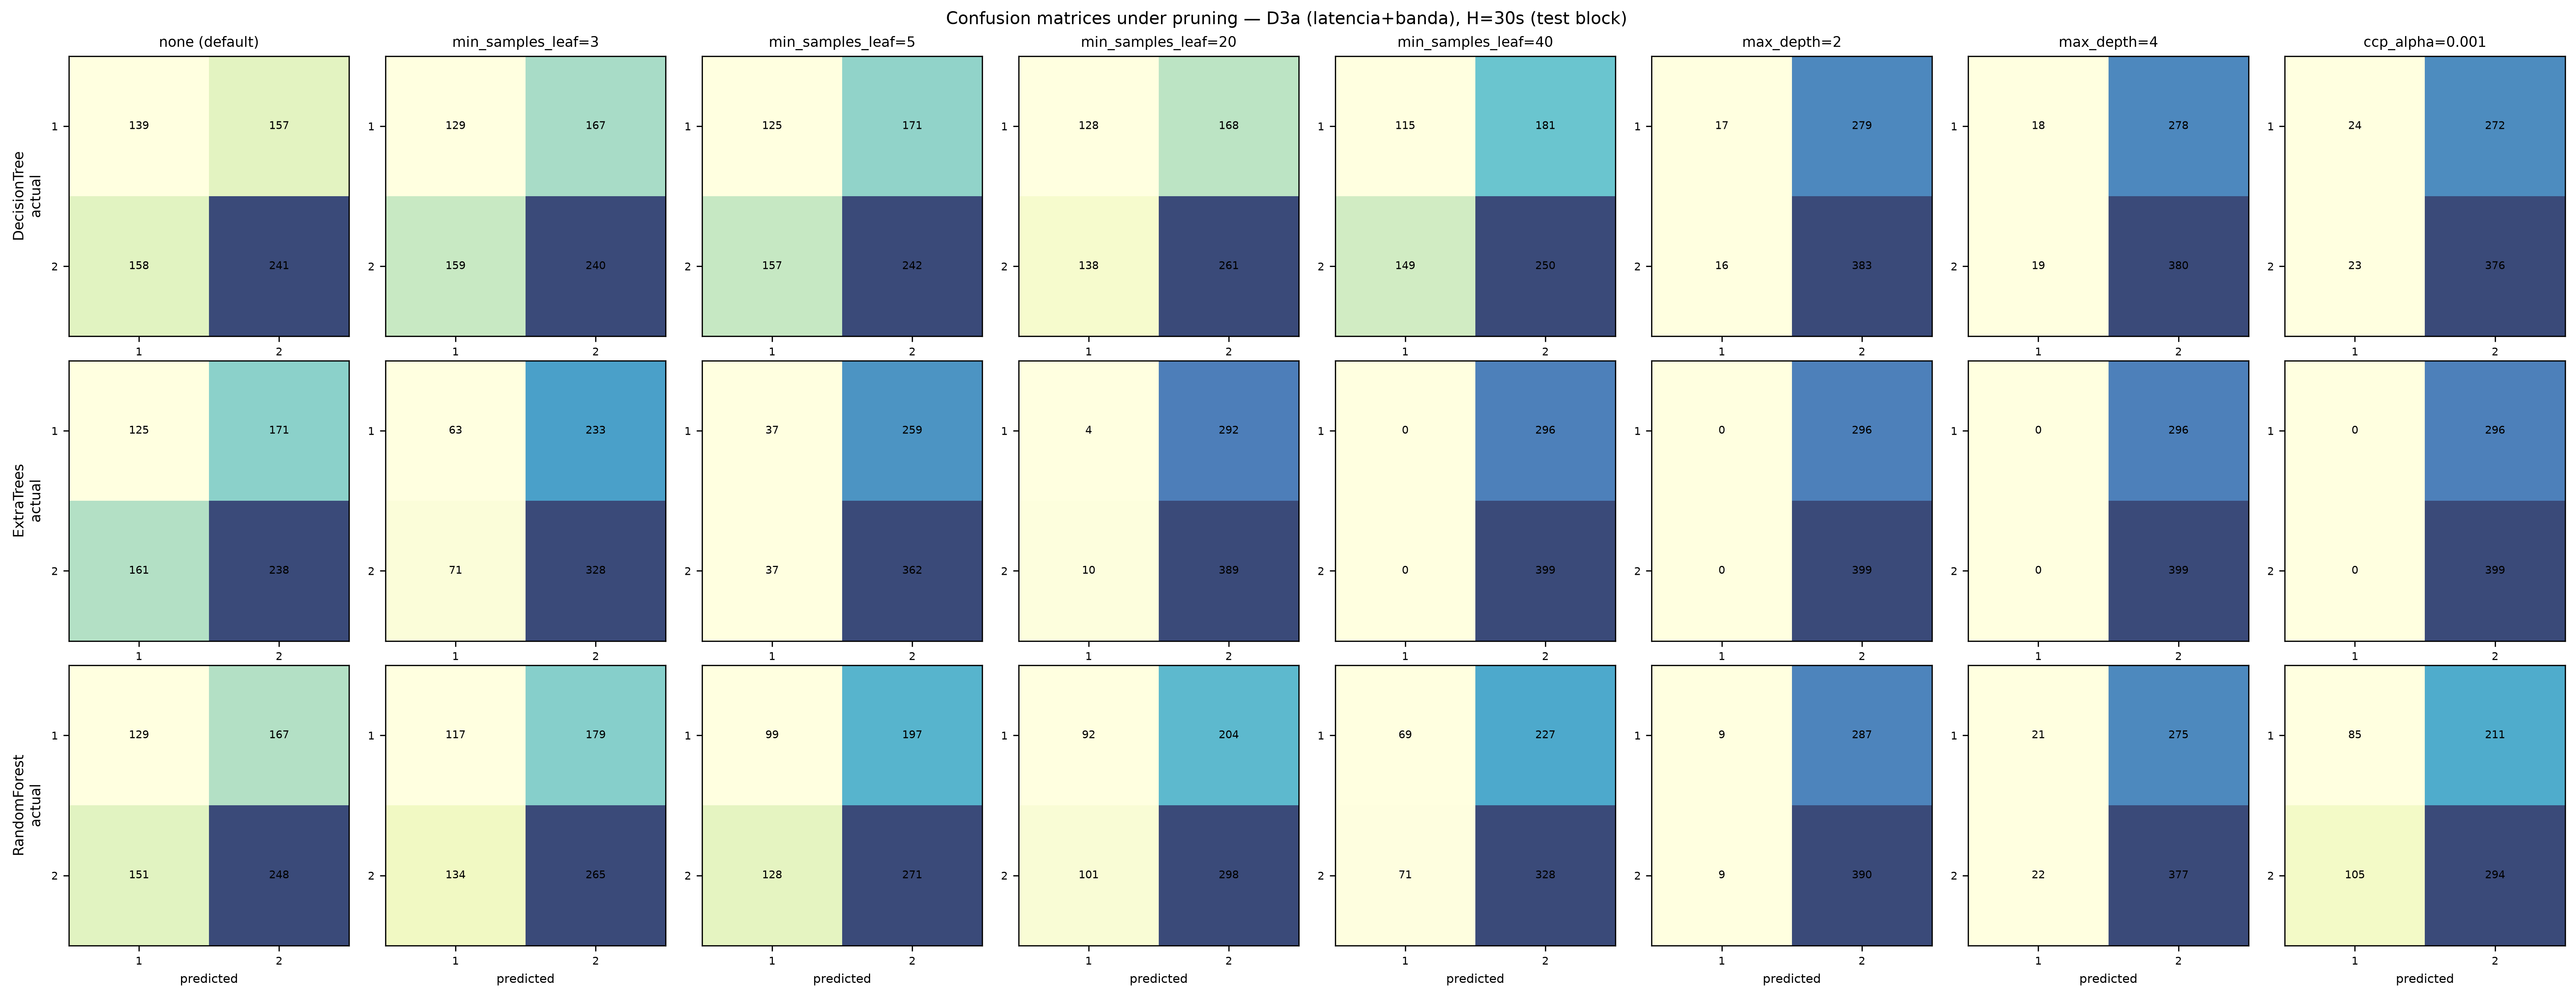 Confusion matrices under pruning — D3a (latencia+banda), H=30s (test block)
none (default) min_samples_leaf=3 min_samples_leaf=5 min_samples_leaf=20 min_samples_leaf=40 max_depth=2 max_depth=4 ccp_alpha=0.001
DecisionTree
actual
1 139 157 1 129 167 1 125 171 1 128 168 1 115 181 1 17 279 1 18 278 1 24 272
2 158 241 2 159 240 2 157 242 2 138 261 2 149 250 2 16 383 2 19 380 2 23 376
1 2 1 2 1 2 1 2 1 2 1 2 1 2 1 2
ExtraTrees
actual
1 125 171 1 63 233 1 37 259 1 4 292 1 0 296 1 0 296 1 0 296 1 0 296
2 161 238 2 71 328 2 37 362 2 10 389 2 0 399 2 0 399 2 0 399 2 0 399
1 2 1 2 1 2 1 2 1 2 1 2 1 2 1 2
RandomForest
actual
1 129 167 1 117 179 1 99 197 1 92 204 1 69 227 1 9 287 1 21 275 1 85 211
2 151 248 2 134 265 2 128 271 2 101 298 2 71 328 2 9 390 2 22 377 2 105 294
1 2 1 2 1 2 1 2 1 2 1 2 1 2 1 2
predicted predicted predicted predicted predicted predicted predicted predicted